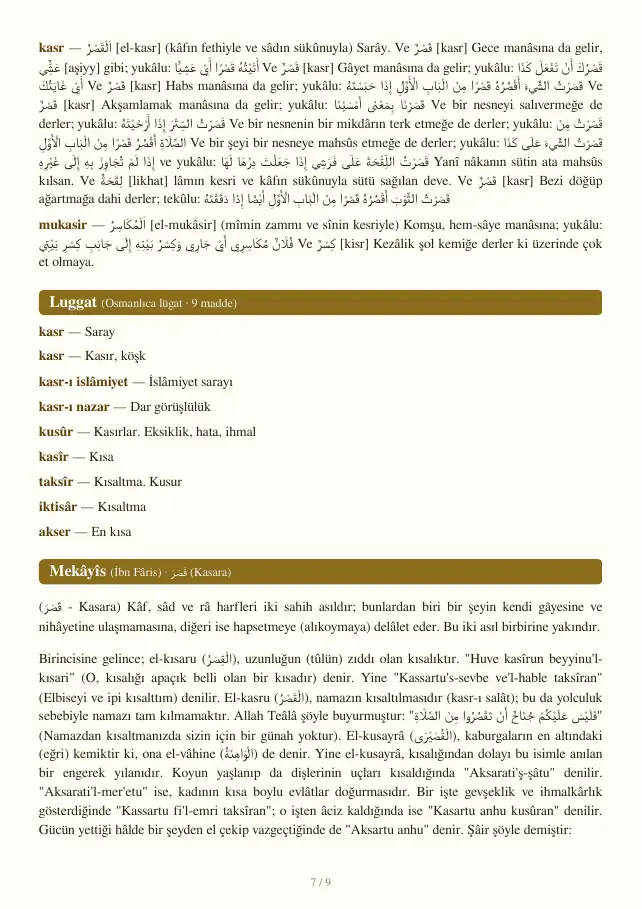 kasr — اَلْقَصْرُ [el-kasr] (kâfın fethiyle ve sâdın sükûnuyla) Sarây. Ve قَصْرٌ [kasr] Gece manâsına da gelir,
عَشِّي [aşiyy] gibi; yukâlu: أَتَيْتُهُ قَصْرًا أَيْ عَشِيًّا Ve قَصْرٌ [kasr] Gâyet manâsına da gelir; yukâlu: قَصْرُكَ أَنْ تَفْعَلَ كَذَا
أَيْ غَايَتُكَ Ve قَصْرٌ [kasr] Habs manâsına da gelir; yukâlu: قَصَرْتُ الشَّيْءَ أَقْصُرُهُ قَصْرًا مِنَ الْبَابِ الْأَوَّلِ إِذَا حَبَسْتَهُ Ve
قَصْرٌ [kasr] Akşamlamak manâsına da gelir; yukâlu: قَصَرْنَا بِمَعْنَى أَمْسَيْنَا Ve bir nesneyi salıvermeğe de
derler; yukâlu: قَصَرْتُ السِّتْرَ إِذَا أَرْخَيْتَهُ Ve bir nesnenin bir mikdârın terk etmeğe de derler; yukâlu: قَصَرْتُ مِنَ
الصَّلَاةِ أَقْصُرُ قَصْرًا مِنَ الْبَابِ الْأَوَّلِ Ve bir şeyi bir nesneye mahsûs etmeğe de derler; yukâlu: قَصَرْتُ الشَّيْءَ عَلَى كَذَا
إِذَا لَمْ تُجَاوِزْ بِهِ إِلَى غَيْرِهِ ve yukâlu: قَصَرْتُ اللِّقْحَةَ عَلَى فَرَسِي إِذَا جَعَلْتَ دِرَّهَا لَهَا Yanî nâkanın sütin ata mahsûs
kılsan. Ve لِقْحَةٌ [likhat] lâmın kesri ve kâfın sükûnuyla sütü sağılan deve. Ve قَصْرٌ [kasr] Bezi döğüp
ağartmağa dahi derler; tekûlu: قَصَرْتُ الثَّوْبَ أَقْصُرُهُ قَصْرًا مِنَ الْبَابِ الْأَوَّلِ أَيْضًا إِذَا دَقَقْتَهُ
mukasir — اَلْمُكَاسِرُ [el-mukâsir] (mîmin zammı ve sînin kesriyle) Komşu, hem-sâye manâsına; yukâlu:
فُلَانٌ مُكَاسِرِي أَيْ جَارِي وَكِسْرُ بَيْتِهِ إِلَى جَانِبِ كِسْرِ بَيْتِي Ve كِسْرٌ [kisr] Kezâlik şol kemiğe derler ki üzerinde çok
et olmaya.
Luggat (Osmanlıca lügat · 9 madde)
kasr — Saray
kasr — Kasır, köşk
kasr-ı islâmiyet — İslâmiyet sarayı
kasr-ı nazar — Dar görüşlülük
kusûr — Kasırlar. Eksiklik, hata, ihmal
kasîr — Kısa
taksîr — Kısaltma. Kusur
iktisâr — Kısaltma
akser — En kısa
Mekâyîs (İbn Fâris) · قَصَرَ (Kasara)
(قَصَرَ - Kasara) Kâf, sâd ve râ harfleri iki sahih asıldır; bunlardan biri bir şeyin kendi gâyesine ve
nihâyetine ulaşmamasına, diğeri ise hapsetmeye (alıkoymaya) delâlet eder. Bu iki asıl birbirine yakındır.
Birincisine gelince; el-kısaru (الْقِصَرُ), uzunluğun (tûlün) zıddı olan kısalıktır. "Huve kasîrun beyyinu'l-
kısari" (O, kısalığı apaçık belli olan bir kısadır) denir. Yine "Kassartu's-sevbe ve'l-hable taksîran"
(Elbiseyi ve ipi kısalttım) denilir. El-kasru (الْقَصْرُ), namazın kısaltılmasıdır (kasr-ı salât); bu da yolculuk
sebebiyle namazı tam kılmamaktır. Allah Teâlâ şöyle buyurmuştur: "فَلَيْسَ عَلَيْكُمْ جُنَاحٌ أَنْ تَقْصُرُوا مِنَ الصَّلَاةِ"
(Namazdan kısaltmanızda sizin için bir günah yoktur). El-kusayrâ (الْقُصَيْرَى), kaburgaların en altındaki
(eğri) kemiktir ki, ona el-vâhine (الْوَاهِنَةُ) de denir. Yine el-kusayrâ, kısalığından dolayı bu isimle anılan
bir engerek yılanıdır. Koyun yaşlanıp da dişlerinin uçları kısaldığında "Aksarati'ş-şâtu" denilir.
"Aksarati'l-mer'etu" ise, kadının kısa boylu evlâtlar doğurmasıdır. Bir işte gevşeklik ve ihmalkârlık
gösterdiğinde "Kassartu fi'l-emri taksîran"; o işten âciz kaldığında ise "Kasartu anhu kusûran" denilir.
Gücün yettiği hâlde bir şeyden el çekip vazgeçtiğinde de "Aksartu anhu" denir. Şâir şöyle demiştir:
7 / 9